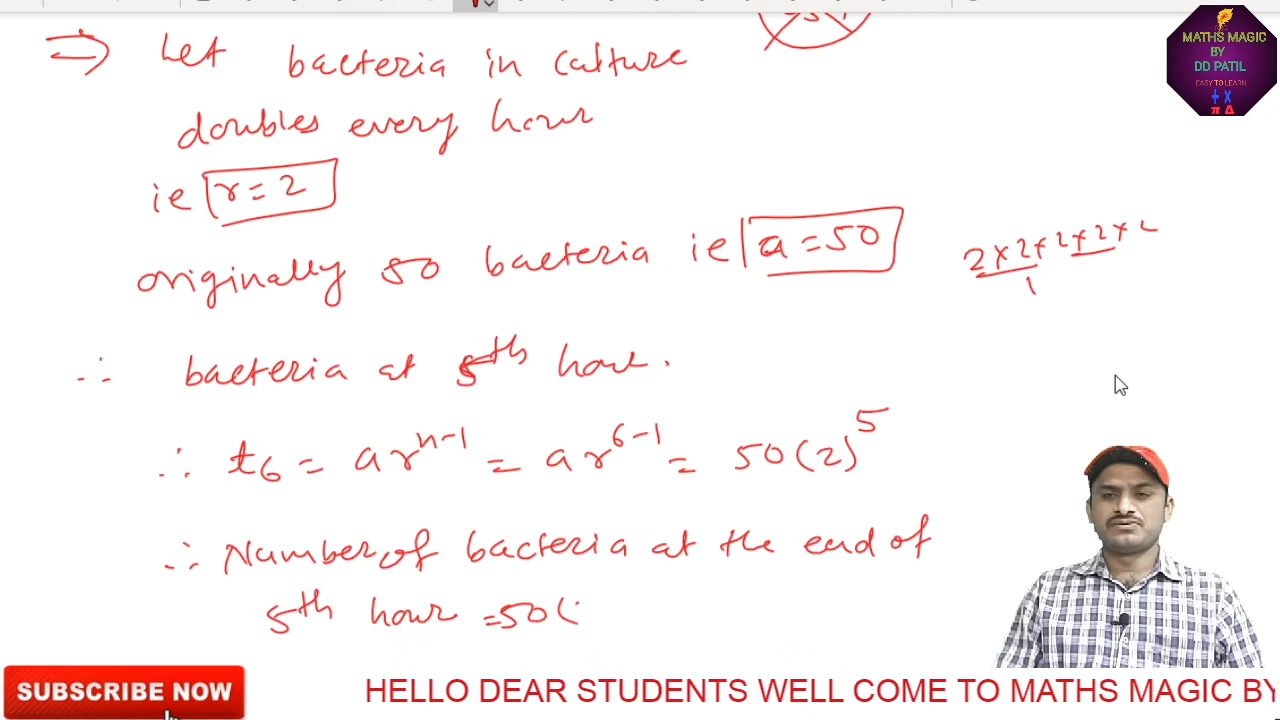 ⇒ Let bacteria in calture
doubles every hour
ie r = 2
originally 50 bacteria ie a = 50
2 × 2 × 2 × 2 × 2
∴ bacteria at 5th hour.
∴ t6 = ar^n-1 = ar^6-1 = 50(2)^5
∴ Number of bacteria at the end of
5th hour = 50(
MATHS MAGIC
BY
DD PATIL
EASY TO LEARN
+ X
π Δ
SUBSCRIBE NOW
HELLO DEAR STUDENTS WELL COME TO MATHS MAGIC BY